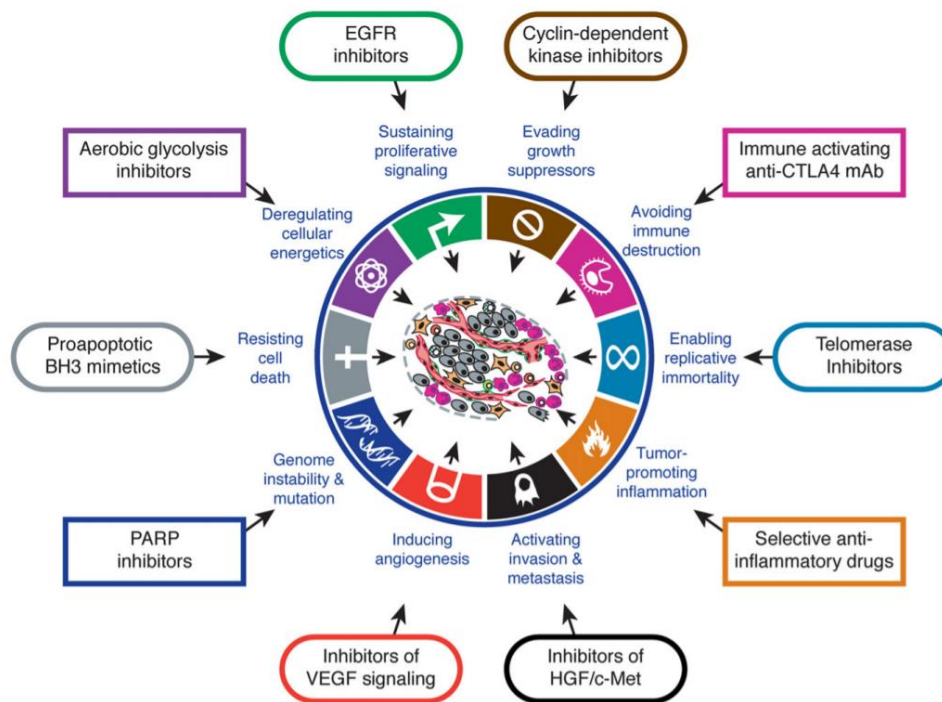 EGFR
inhibitors
Cyclin-dependent
kinase inhibitors
Sustaining
proliferative
signaling
Evading
growth
suppressors
Aerobic glycolysis
inhibitors
Immune activating
anti-CTLA4 mAb
Deregulating
cellular
energetics
Avoiding
immune
destruction
Proapoptotic
BH3 mimetics
Resisting
cell
death
Enabling
replicative
immortality
Telomerase
Inhibitors
Genome
instability &
mutation
Tumor-
promoting
inflammation
PARP
inhibitors
Inducing
angiogenesis
Activating
invasion &
metastasis
Selective anti-
inflammatory drugs
Inhibitors of
VEGF signaling
Inhibitors of
HGF/c-Met